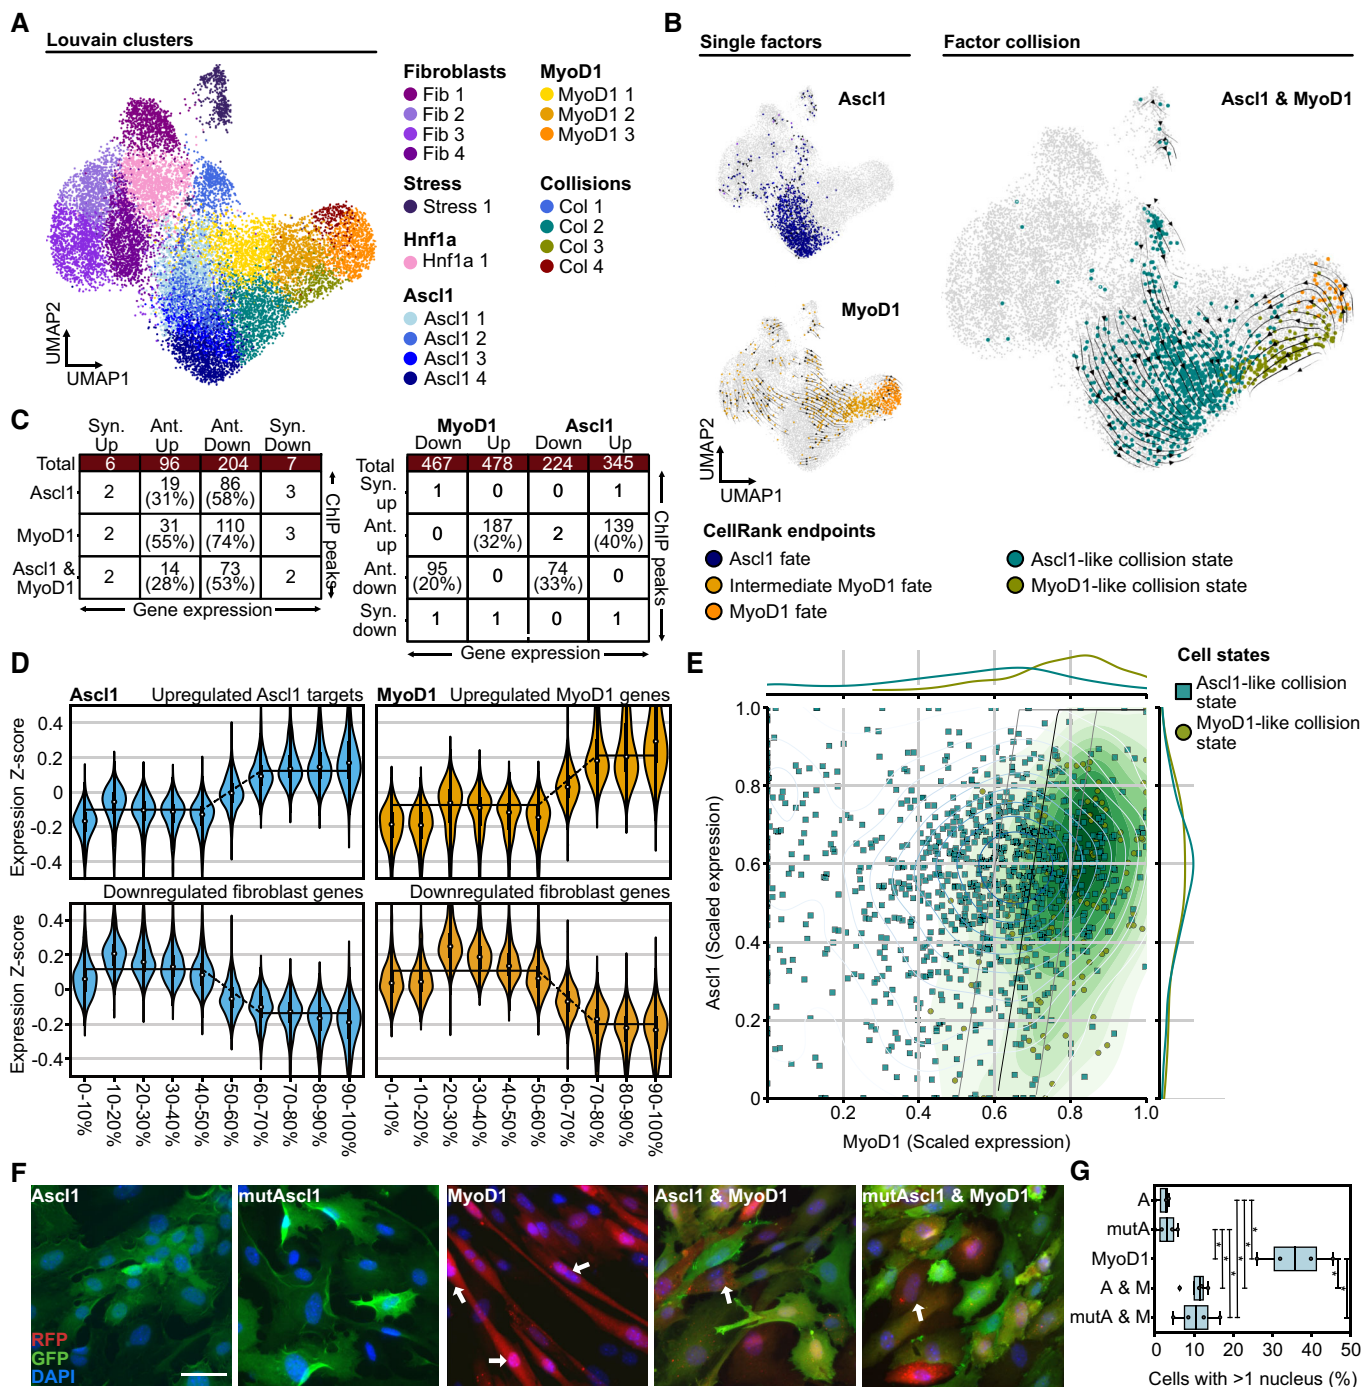 A
Louvain clusters
Fibroblasts
Fib 1
Fib 2
Fib 3
Fib 4
Stress
Stress 1
Hnf1a
Hnf1a 1
Ascl1
Ascl1 1
Ascl1 2
Ascl1 3
Ascl1 4
MyoD1
MyoD1 1
MyoD1 2
MyoD1 3
Collisions
Col 1
Col 2
Col 3
Col 4
UMAP2
UMAP1
B
Single factors
Factor collision
Ascl1
MyoD1
Ascl1 & MyoD1
UMAP2
UMAP1
CellRank endpoints
Ascl1 fate
Intermediate MyoD1 fate
MyoD1 fate
Ascl1-like collision state
MyoD1-like collision state
C
Syn. Up Ant. Up Ant. Down Syn. Down
Total 6 96 204 7
Ascl1 2 19 (31%) 86 (58%) 3
MyoD1 2 31 (55%) 110 (74%) 3
Ascl1 & MyoD1 2 14 (28%) 73 (53%) 2
Gene expression
ChIP peaks
MyoD1 Ascl1
Down Up Down Up
Total 467 478 224 345
Syn. up 1 0 0 1
Ant. up 0 187 (32%) 2 139 (40%)
Ant. down 95 (20%) 0 74 (33%) 0
Syn. down 1 1 0 1
Gene expression
ChIP peaks
D
Ascl1 Upregulated Ascl1 targets
MyoD1 Upregulated MyoD1 genes
Expression Z-score
0.4
0.2
0
-0.2
-0.4
Downregulated fibroblast genes
Downregulated fibroblast genes
Expression Z-score
0.4
0.2
0
-0.2
-0.4
0-10% 10-20% 20-30% 30-40% 40-50% 50-60% 60-70% 70-80% 80-90% 90-100%
0-10% 10-20% 20-30% 30-40% 40-50% 50-60% 60-70% 70-80% 80-90% 90-100%
E
Cell states
Ascl1-like collision state
MyoD1-like collision state
Ascl1 (Scaled expression)
1.0
0.8
0.6
0.4
0.2
0
0.2 0.4 0.6 0.8 1.0
MyoD1 (Scaled expression)
F
Ascl1
mutAscl1
MyoD1
Ascl1 & MyoD1
mutAscl1 & MyoD1
RFP
GFP
DAPI
G
A
mutA
MyoD1
A & M
mutA & M
* * * * * * * *
0 10 20 30 40 50
Cells with >1 nucleus (%)